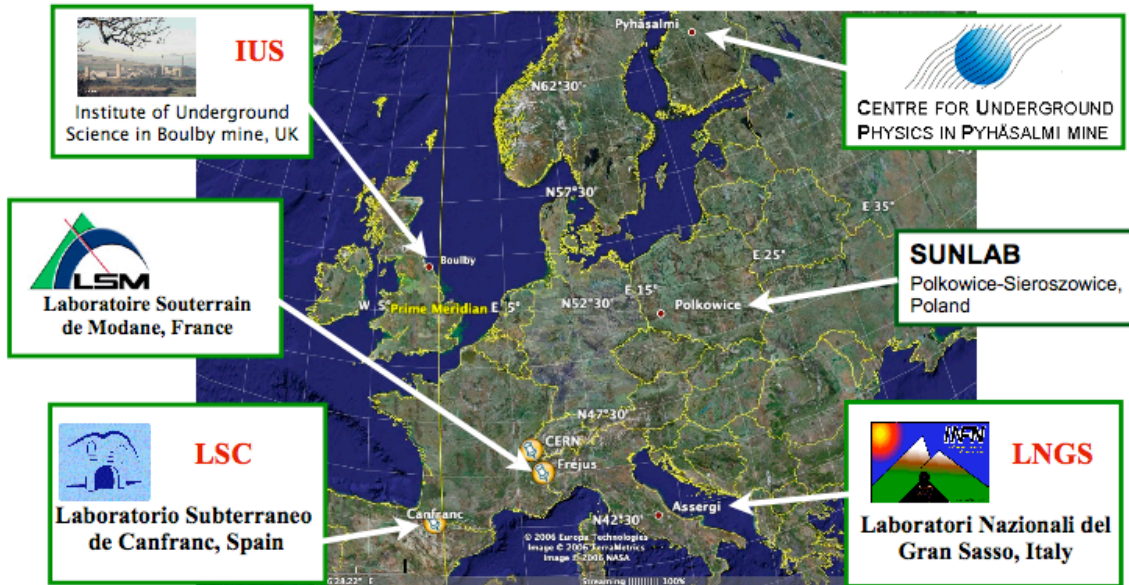 IUS
Institute of Underground
Science in Boulby mine, UK
Pyhäsalmi
CENTRE FOR UNDERGROUND
PHYSICS IN PYHÄSALMI MINE
N62°30'
N57°30'
E 35°
E 25°
LSM
Laboratoire Souterrain
de Modane, France
Boulby
W 5°
Prime Meridian
E 5°
N52°30'
E 15°
Polkowice
SUNLAB
Polkowice-Sieroszowice,
Poland
N47°30'
CERN
Fréjus
LSC
Laboratorio Subterraneo
de Canfranc, Spain
Canfranc
N42°30'
Assergi
INFN
LNGS
Laboratori Nazionali del
Gran Sasso, Italy
© 2006 Europa Technologies
Image © 2006 TerraMetrics
Image © 2006 NASA
Streaming |||||||||| 100%